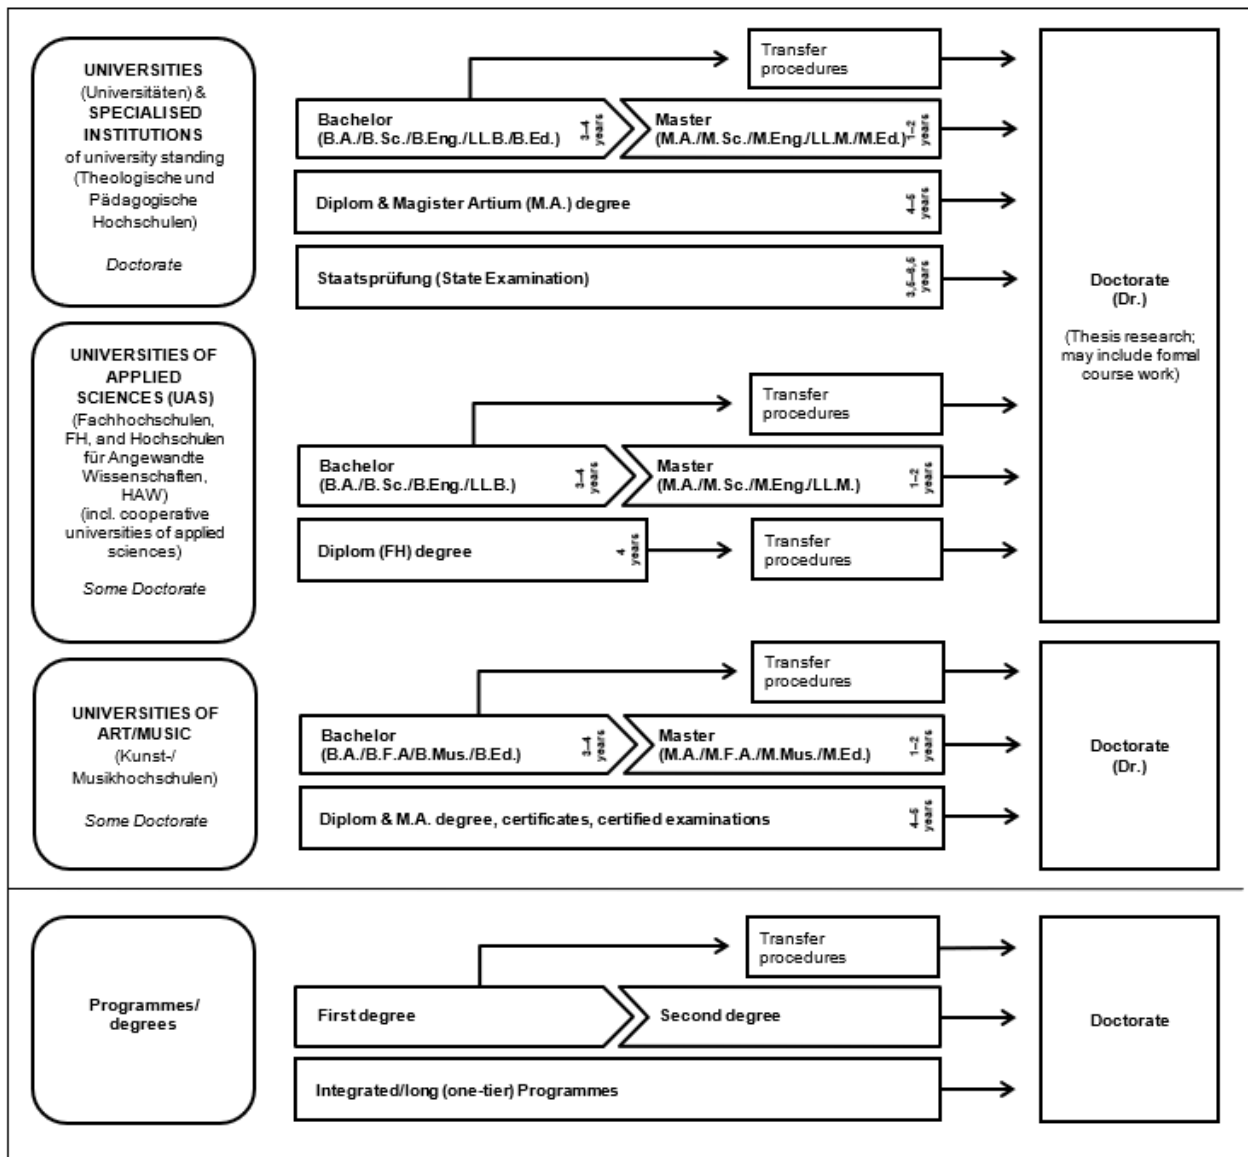 UNIVERSITIES
(Universitäten) &
SPECIALISED
INSTITUTIONS
of university standing
(Theologische und
Pädagogische
Hochschulen)
Doctorate
Transfer
procedures
Bachelor
(B.A./B.Sc./B.Eng./LL.B./B.Ed.)
3–4
years
Master
(M.A./M.Sc./M.Eng./LL.M./M.Ed.)
1–2
years
Diplom & Magister Artium (M.A.) degree
4–5
years
Staatsprüfung (State Examination)
3,5–6,5
years
Doctorate
(Dr.)
(Thesis research;
may include formal
course work)
UNIVERSITIES OF
APPLIED
SCIENCES (UAS)
(Fachhochschulen,
FH, and Hochschulen
für Angewandte
Wissenschaften,
HAW)
(incl. cooperative
universities of applied
sciences)
Some Doctorate
Transfer
procedures
Bachelor
(B.A./B.Sc./B.Eng./LL.B.)
3–4
years
Master
(M.A./M.Sc./M.Eng./LL.M.)
1–2
years
Diplom (FH) degree
4
years
Transfer
procedures
UNIVERSITIES OF
ART/MUSIC
(Kunst-/
Musikhochschulen)
Some Doctorate
Transfer
procedures
Bachelor
(B.A./B.F.A/B.Mus./B.Ed.)
3–4
years
Master
(M.A./M.F.A./M.Mus./M.Ed.)
1–2
years
Diplom & M.A. degree, certificates, certified examinations
4–5
years
Doctorate
(Dr.)
Programmes/
degrees
Transfer
procedures
First degree
Second degree
Integrated/long (one-tier) Programmes
Doctorate